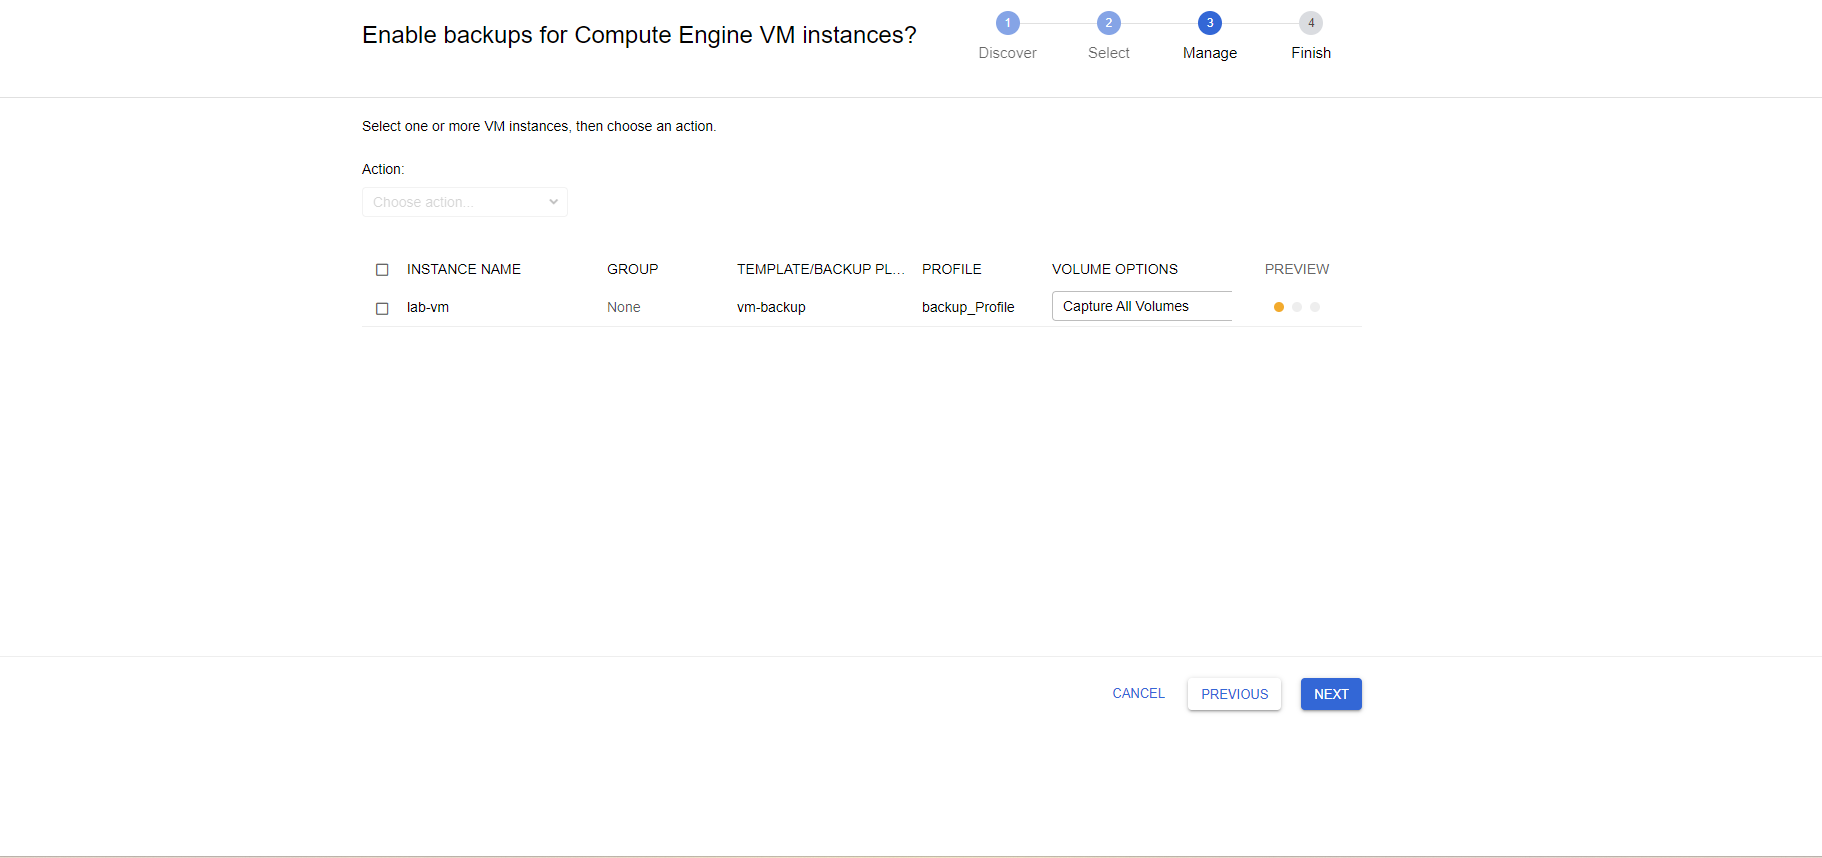 Enable backups for Compute Engine VM instances?
1 2 3 4
Discover Select Manage Finish
Select one or more VM instances, then choose an action.
Action:
Choose action...
INSTANCE NAME GROUP TEMPLATE/BACKUP PL... PROFILE VOLUME OPTIONS PREVIEW
lab-vm None vm-backup backup_Profile Capture All Volumes
CANCEL PREVIOUS NEXT